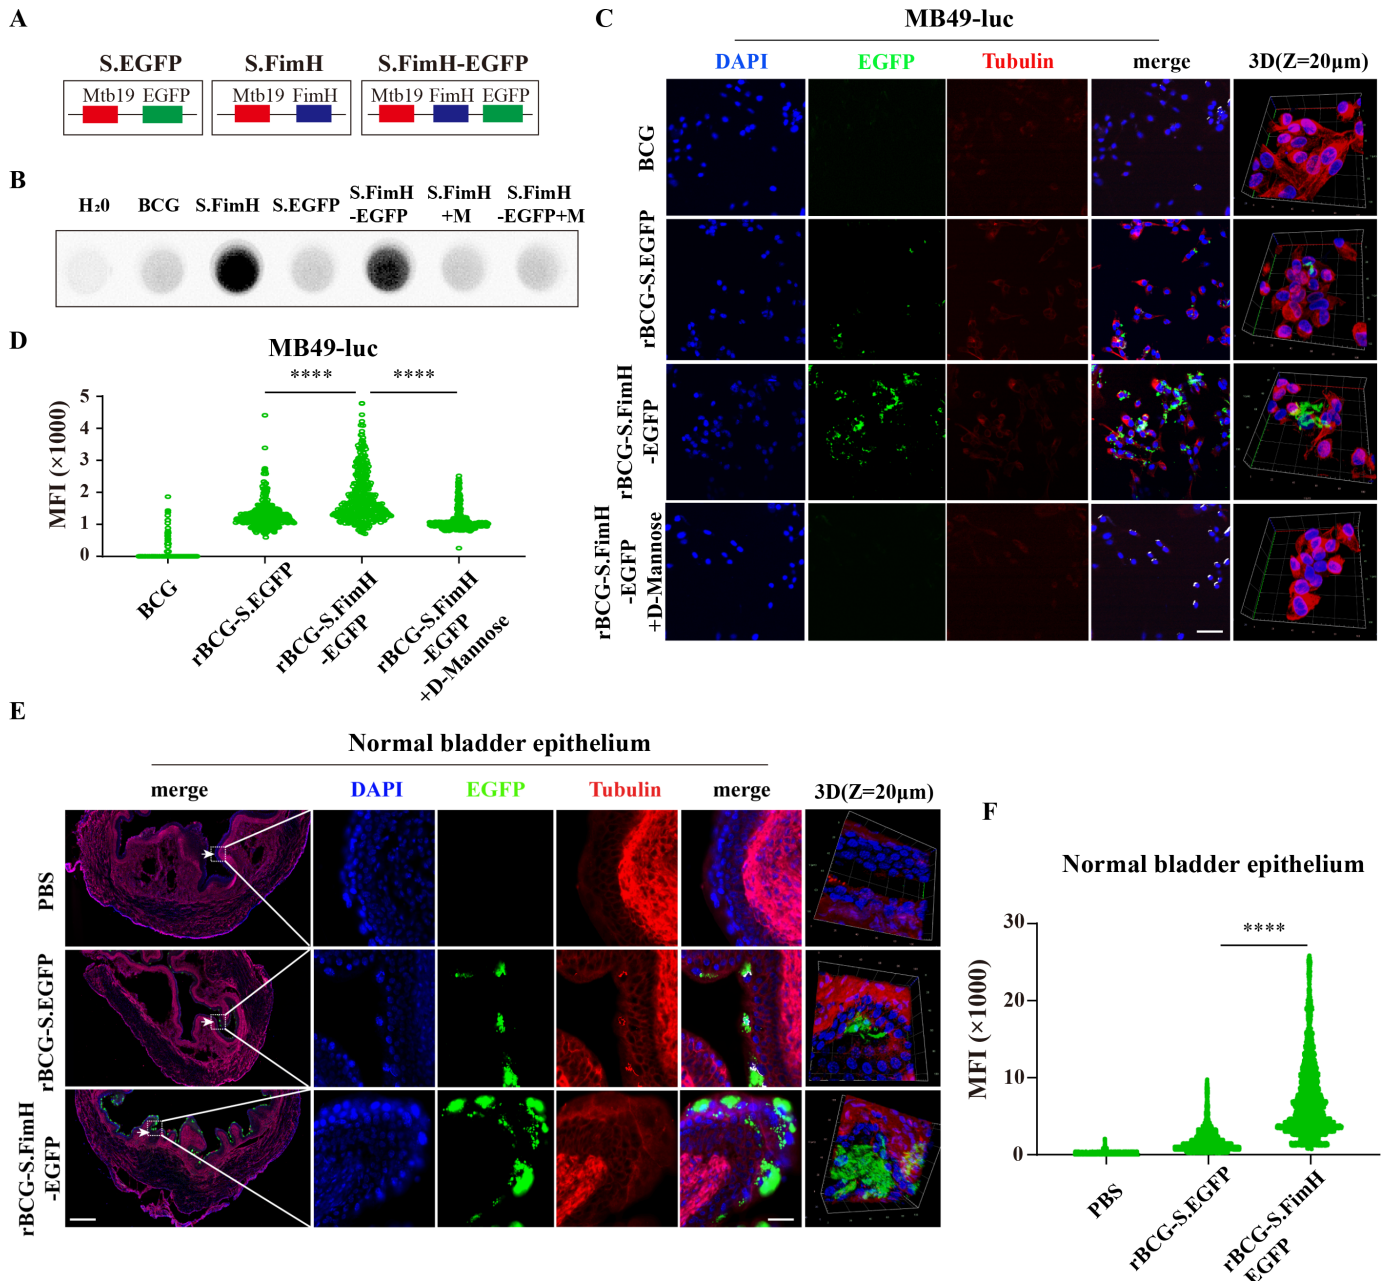 A
S.EGFP
S.FimH
S.FimH-EGFP
Mtb19 EGFP
Mtb19 FimH
Mtb19 FimH EGFP
B
H₂0
BCG
S.FimH
S.EGFP
S.FimH
-EGFP
S.FimH
+M
S.FimH
-EGFP+M
C
MB49-luc
DAPI
EGFP
Tubulin
merge
3D(Z=20μm)
BCG
rBCG-S.EGFP
rBCG-S.FimH
-EGFP
rBCG-S.FimH
-EGFP
+D-Mannose
D
MB49-luc
****
****
MFI (×1000)
5
4
3
2
1
0
BCG
rBCG-S.EGFP
rBCG-S.FimH
-EGFP
rBCG-S.FimH
-EGFP
+D-Mannose
E
Normal bladder epithelium
merge
DAPI
EGFP
Tubulin
merge
3D(Z=20μm)
PBS
rBCG-S.EGFP
rBCG-S.FimH
-EGFP
F
Normal bladder epithelium
****
MFI (×1000)
30
20
10
0
PBS
rBCG-S.EGFP
rBCG-S.FimH
EGFP